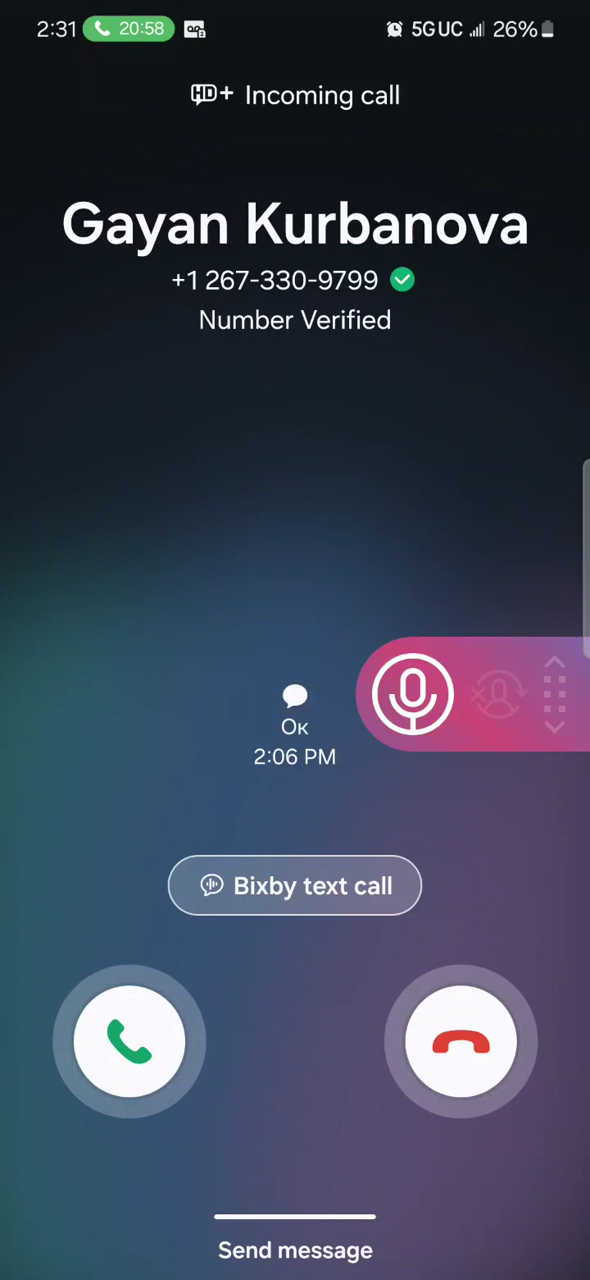 2:31 20:58 5G UC 26%
HD+ Incoming call
Gayan Kurbanova
+1 267-330-9799
Number Verified
Ок
2:06 PM
Bixby text call
Send message